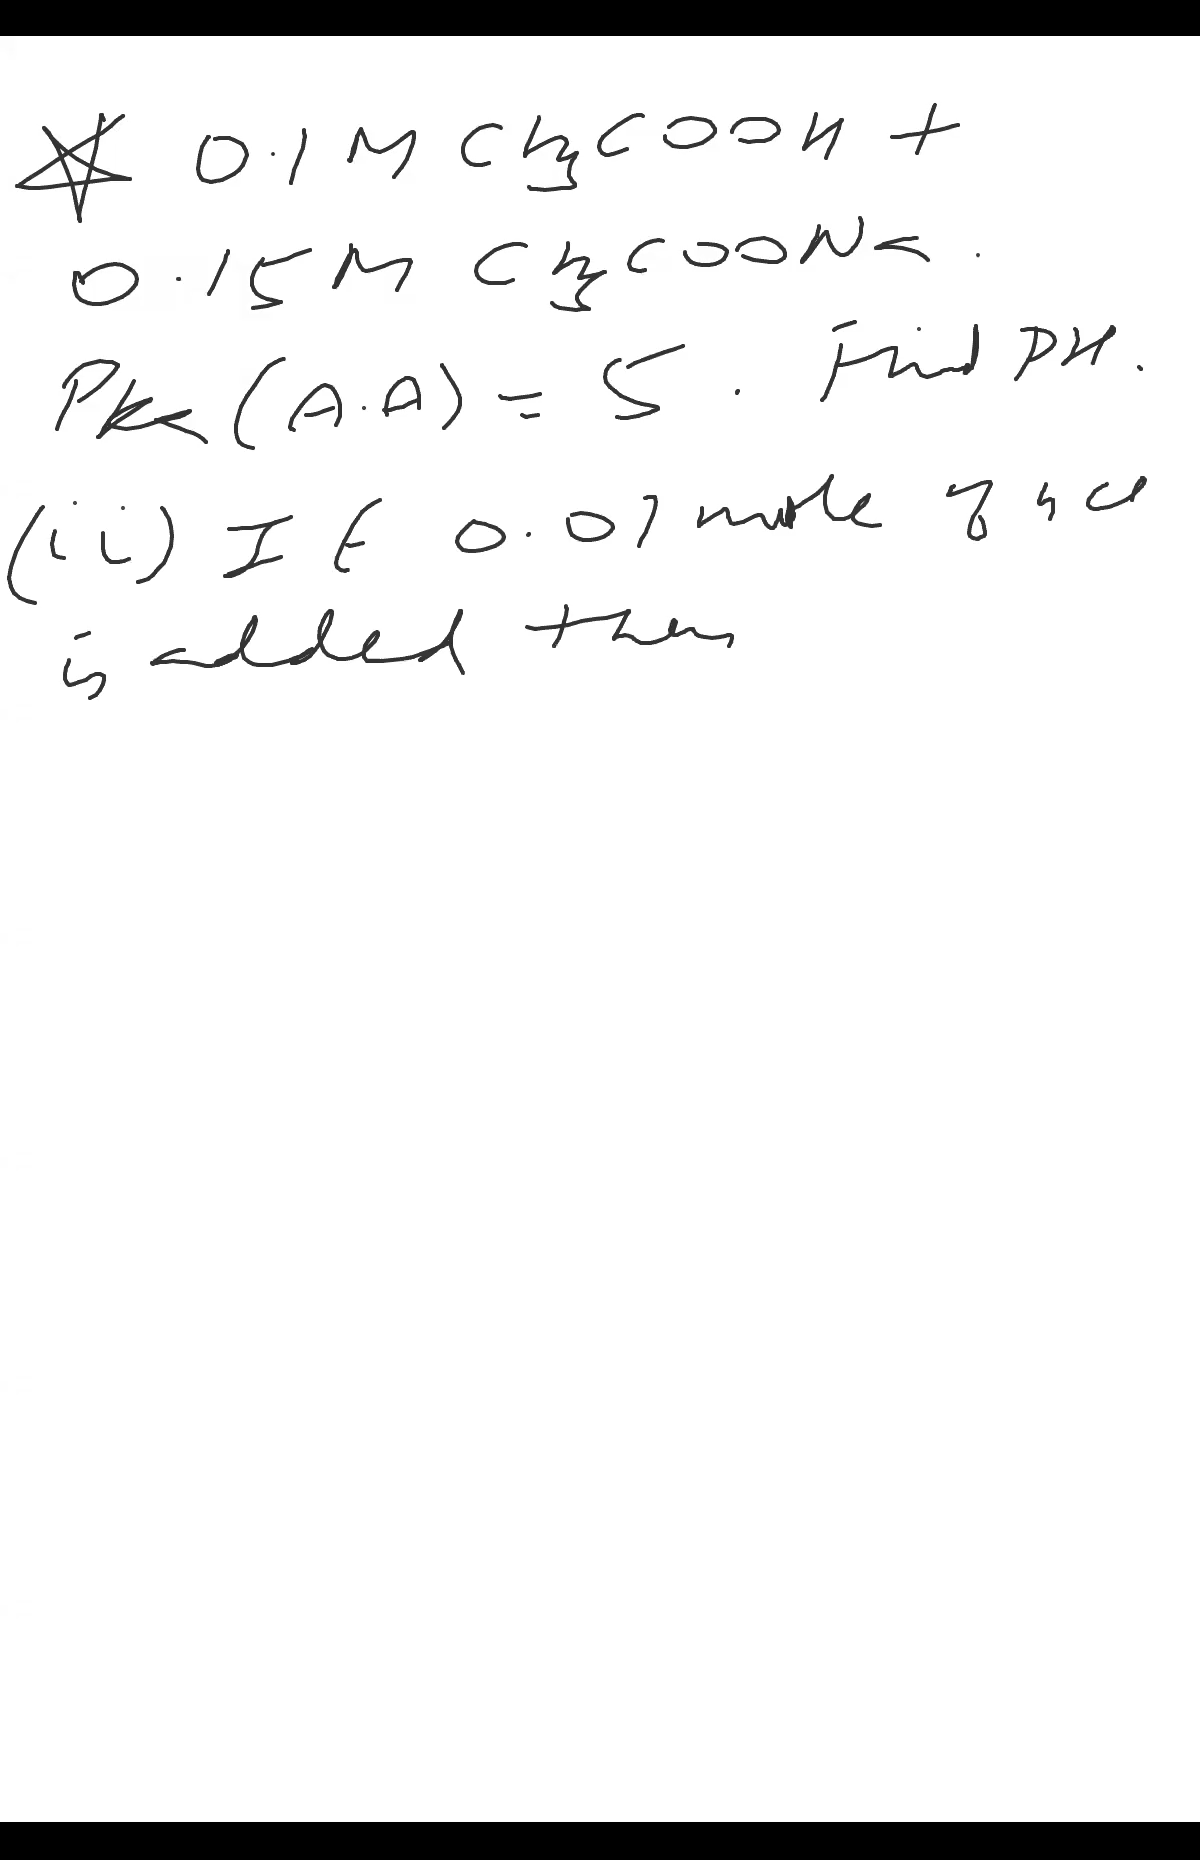 0.1 M CH3COOH +
0.15 M CH3COONa.
PKa (A.A) = 5. Find PH.
(ii) If 0.01 mole of HCl
is added then